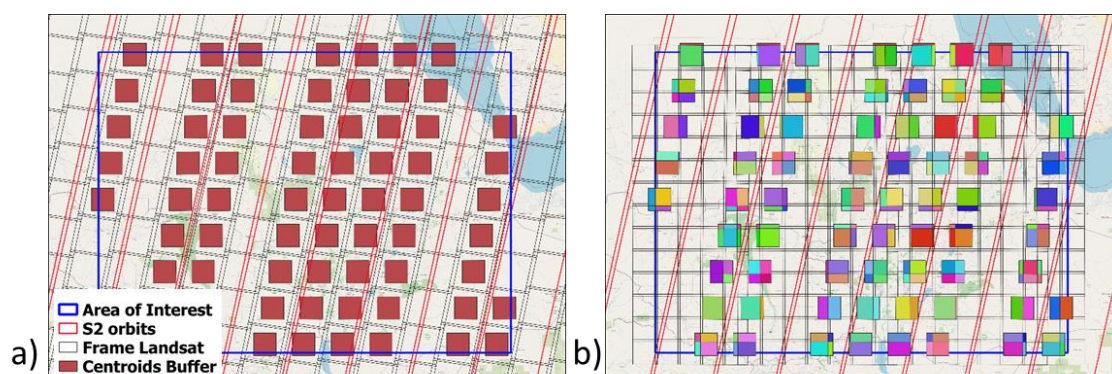 a)
Area of Interest
S2 orbits
Frame Landsat
Centroids Buffer
b)